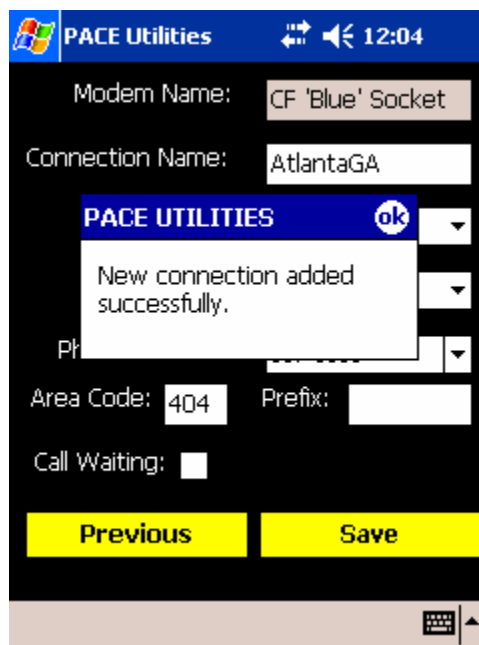 PACE Utilities 12:04
Modem Name: CF 'Blue' Socket
Connection Name: AtlantaGA
PACE UTILITIES ok
New connection added
successfully.
Area Code: 404 Prefix:
Call Waiting:
Previous Save